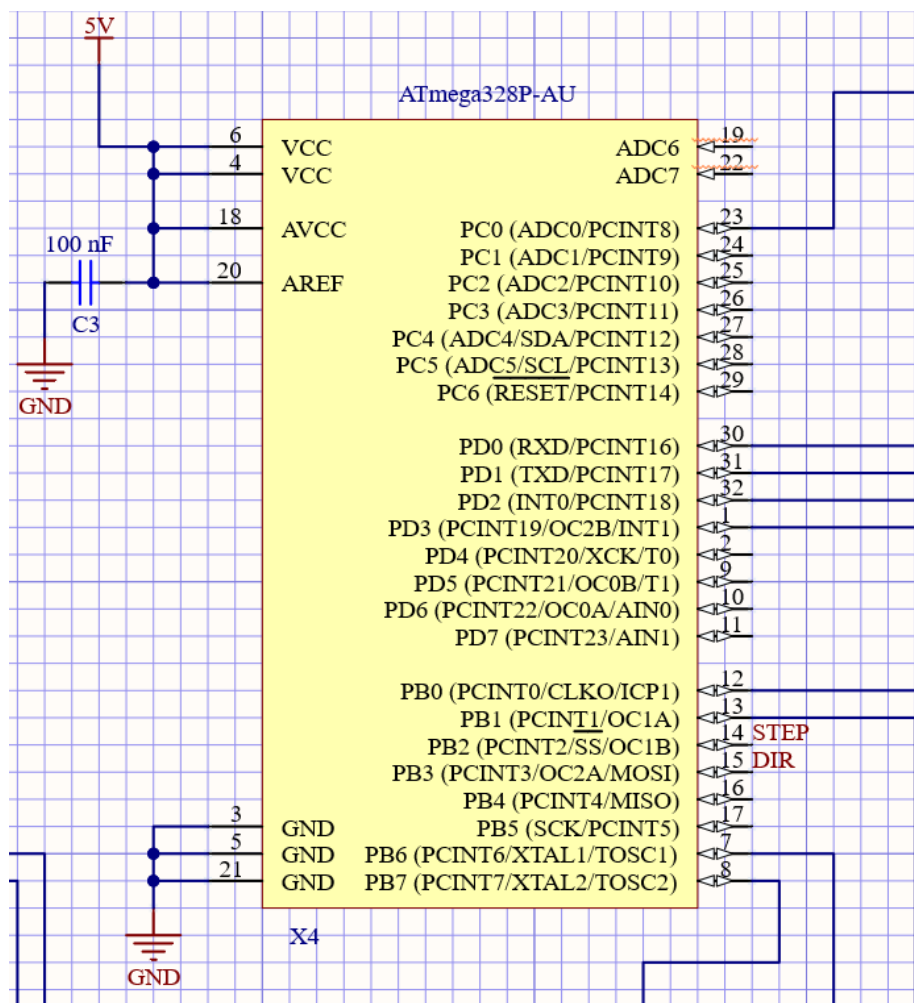 5V
ATmega328P-AU
6 VCC ADC6 19
4 VCC ADC7 22
18 AVCC PC0 (ADC0/PCINT8) 23
100 nF
PC1 (ADC1/PCINT9) 24
20 AREF PC2 (ADC2/PCINT10) 25
C3
PC3 (ADC3/PCINT11) 26
PC4 (ADC4/SDA/PCINT12) 27
PC5 (ADC5/SCL/PCINT13) 28
GND
PC6 (RESET/PCINT14) 29
PD0 (RXD/PCINT16) 30
PD1 (TXD/PCINT17) 31
PD2 (INT0/PCINT18) 32
PD3 (PCINT19/OC2B/INT1) 1
PD4 (PCINT20/XCK/T0) 2
PD5 (PCINT21/OC0B/T1) 9
PD6 (PCINT22/OC0A/AIN0) 10
PD7 (PCINT23/AIN1) 11
PB0 (PCINT0/CLKO/ICP1) 12
PB1 (PCINT1/OC1A) 13
PB2 (PCINT2/SS/OC1B) 14 STEP
PB3 (PCINT3/OC2A/MOSI) 15 DIR
PB4 (PCINT4/MISO) 16
3 GND PB5 (SCK/PCINT5) 17
5 GND PB6 (PCINT6/XTAL1/TOSC1) 7
21 GND PB7 (PCINT7/XTAL2/TOSC2) 8
X4
GND